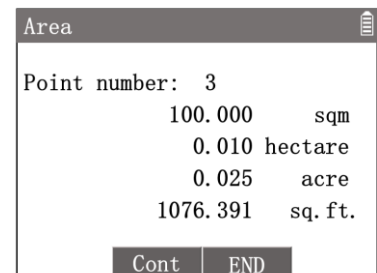 Area
Point number: 3
100.000 sqm
0.010 hectare
0.025 acre
1076.391 sq.ft.
Cont END